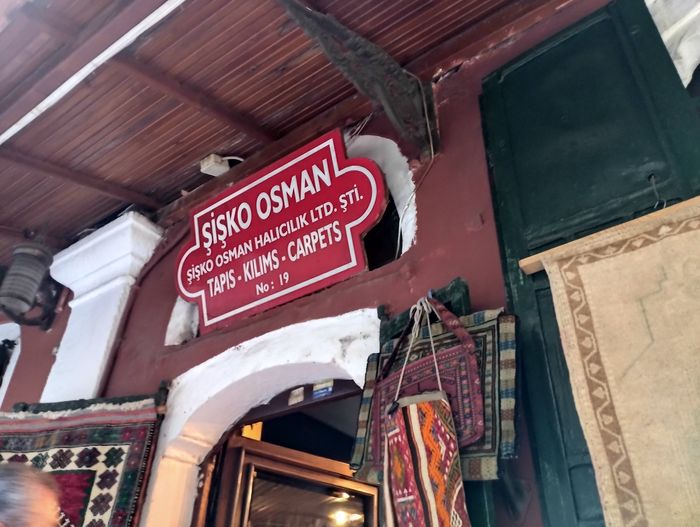 ŞİŞKO OSMAN
ŞİŞKO OSMAN HALICILIK LTD. ŞTİ.
TAPIS - KILIMS - CARPETS
No : 19